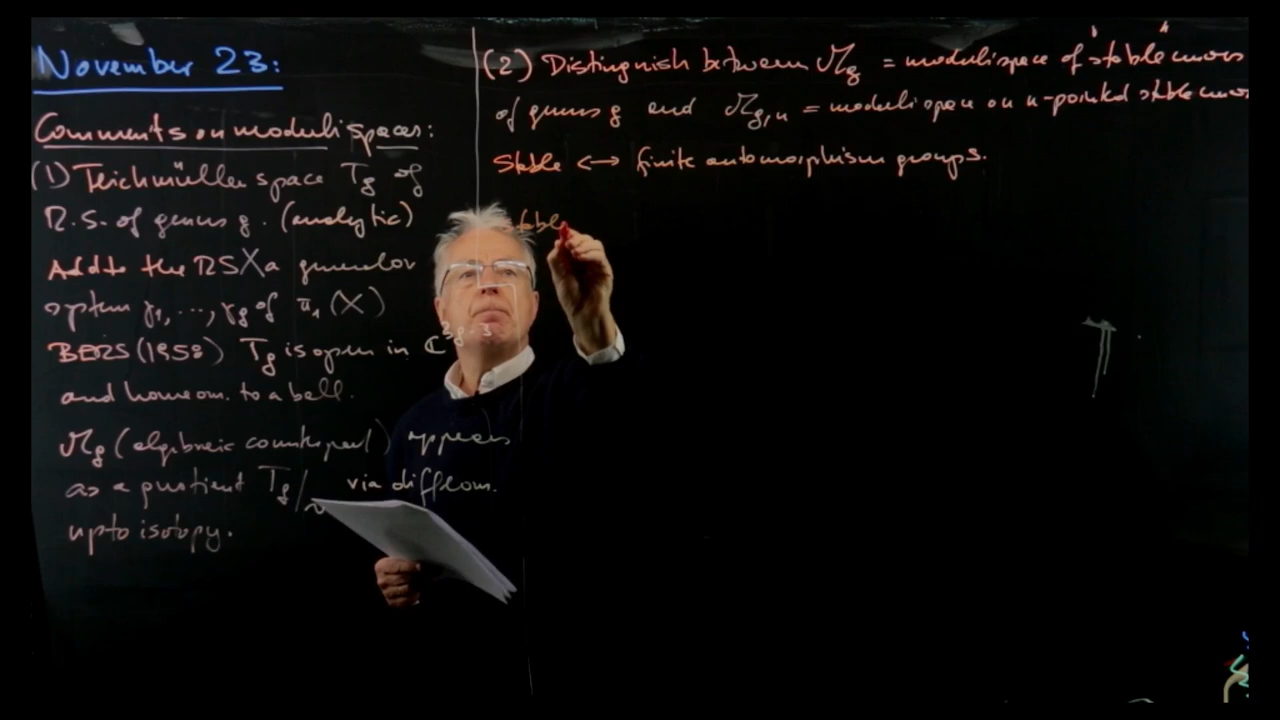 November 23:
Comments on moduli spaces:
(1) Teichmüller space T_g of
R.S. of genus g. (analytic)
Add to the RS X a generator
system γ₁, ..., γ_g of π₁(X)
BERS (1958) T_g is open in ℂ^{3g-3}
and homeom. to a ball.
M_g (algebraic counterpart) appears
as a quotient T_g/~ via diffeom.
up to isotopy.
(2) Distinguish between M_g = moduli space of "stable" curves
of genus g and M_{g,n} = moduli space on n-pointed stable curves
Stable ⟷ finite automorphism groups.
stable